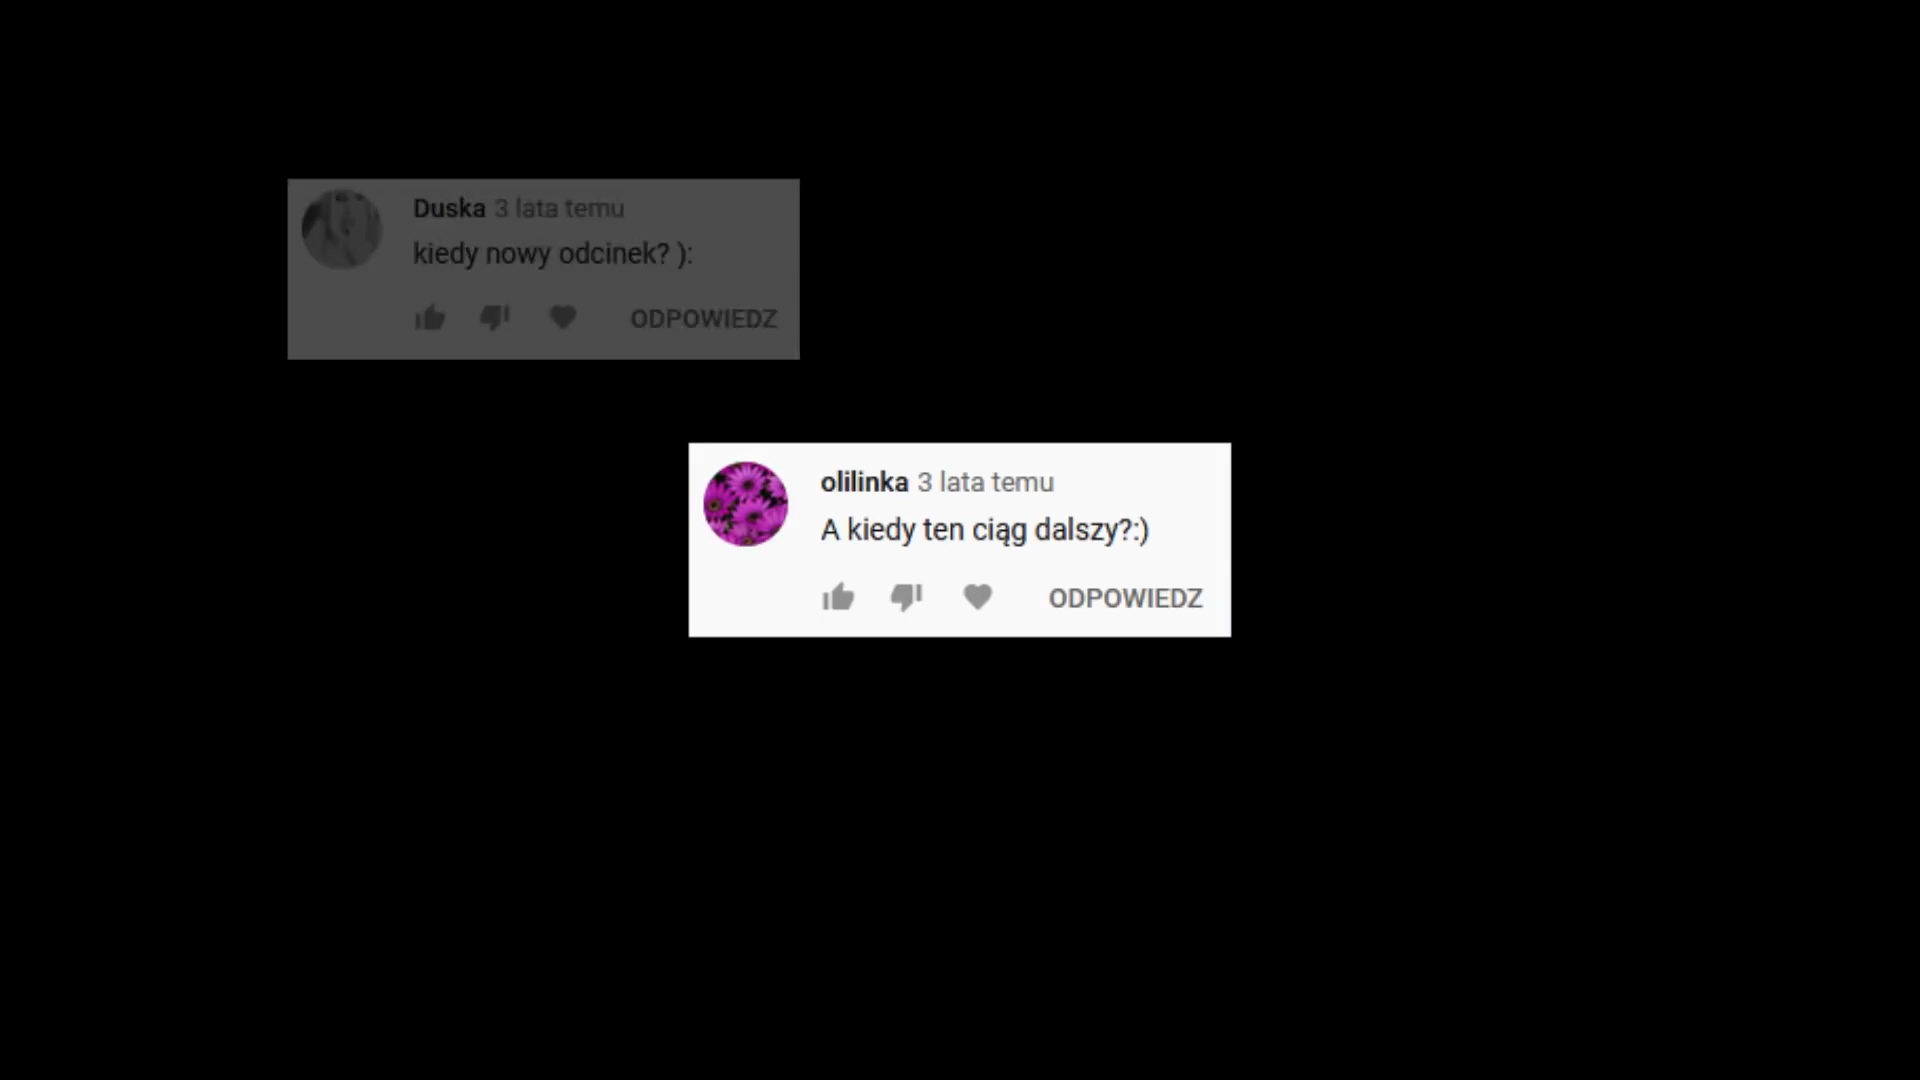 Duska 3 lata temu
kiedy nowy odcinek? ):
ODPOWIEDZ
olilinka 3 lata temu
A kiedy ten ciąg dalszy?:)
ODPOWIEDZ